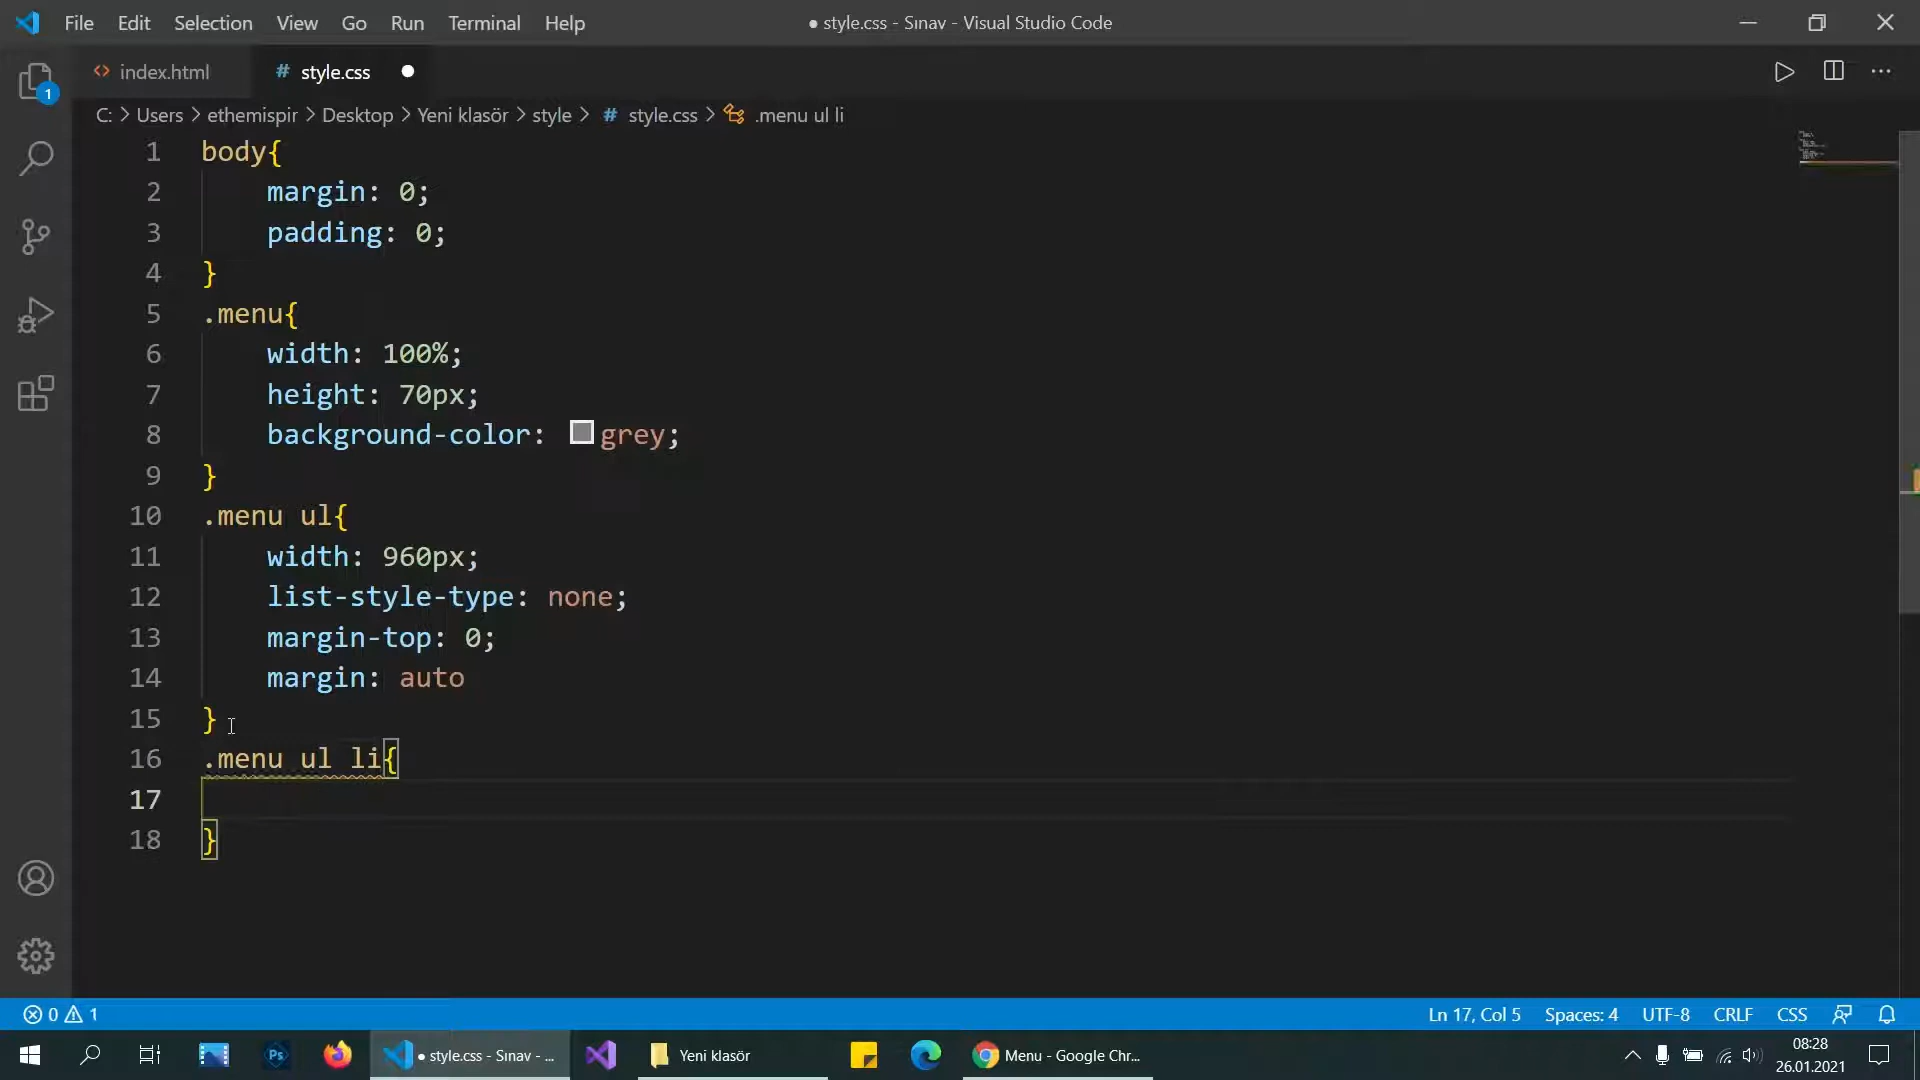 File Edit Selection View Go Run Terminal Help
● style.css - Sınav - Visual Studio Code
index.html
# style.css ●
1
C: > Users > ethemispir > Desktop > Yeni klasör > style > # style.css > .menu ul li
1 body{
2 margin: 0;
3 padding: 0;
4 }
5 .menu{
6 width: 100%;
7 height: 70px;
8 background-color: grey;
9 }
10 .menu ul{
11 width: 960px;
12 list-style-type: none;
13 margin-top: 0;
14 margin: auto
15 }
16 .menu ul li{
17
18 }
0 1
Ln 17, Col 5 Spaces: 4 UTF-8 CRLF CSS
Ps
● style.css - Sınav - ...
Yeni klasör
Menu - Google Chr...
08:28
26.01.2021